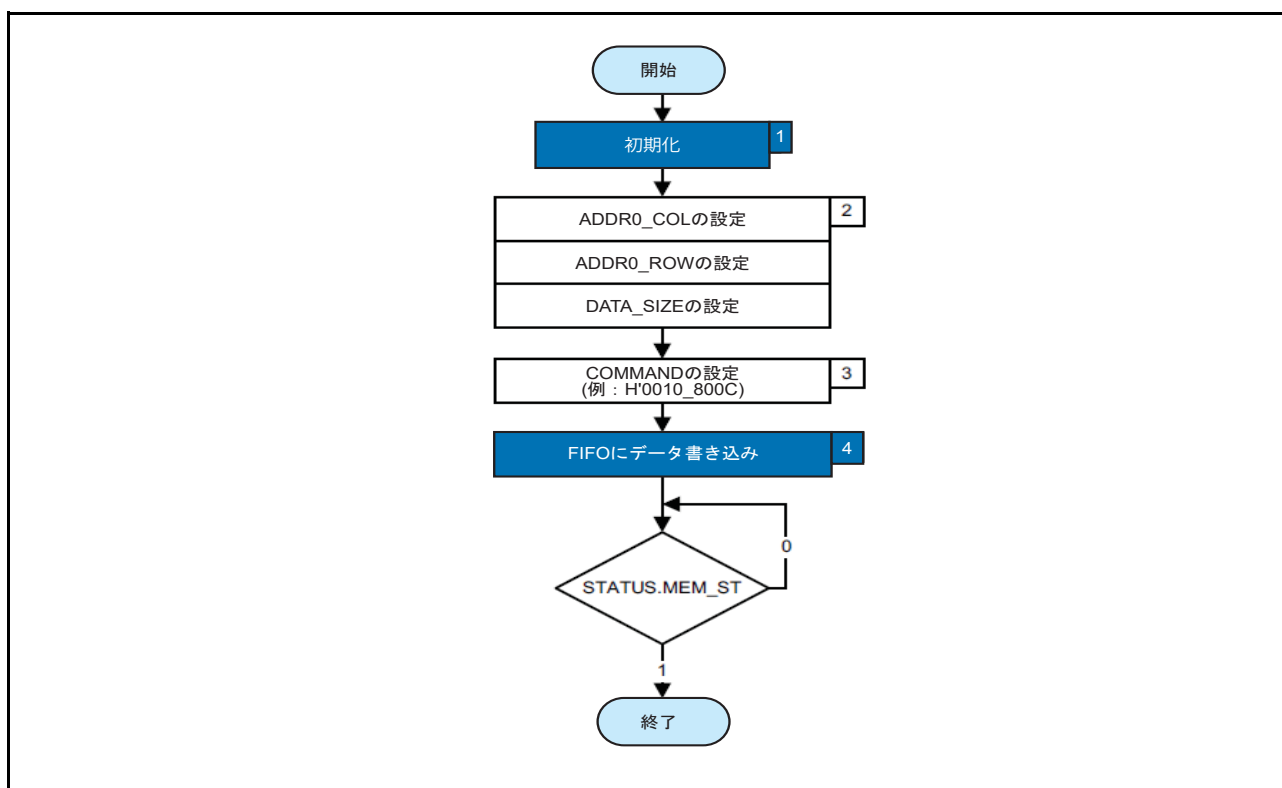 開始
初期化
1
ADDR0_COLの設定
2
ADDR0_ROWの設定
DATA_SIZEの設定
COMMANDの設定
(例：H'0010_800C)
3
FIFOにデータ書き込み
4
0
STATUS.MEM_ST
1
終了